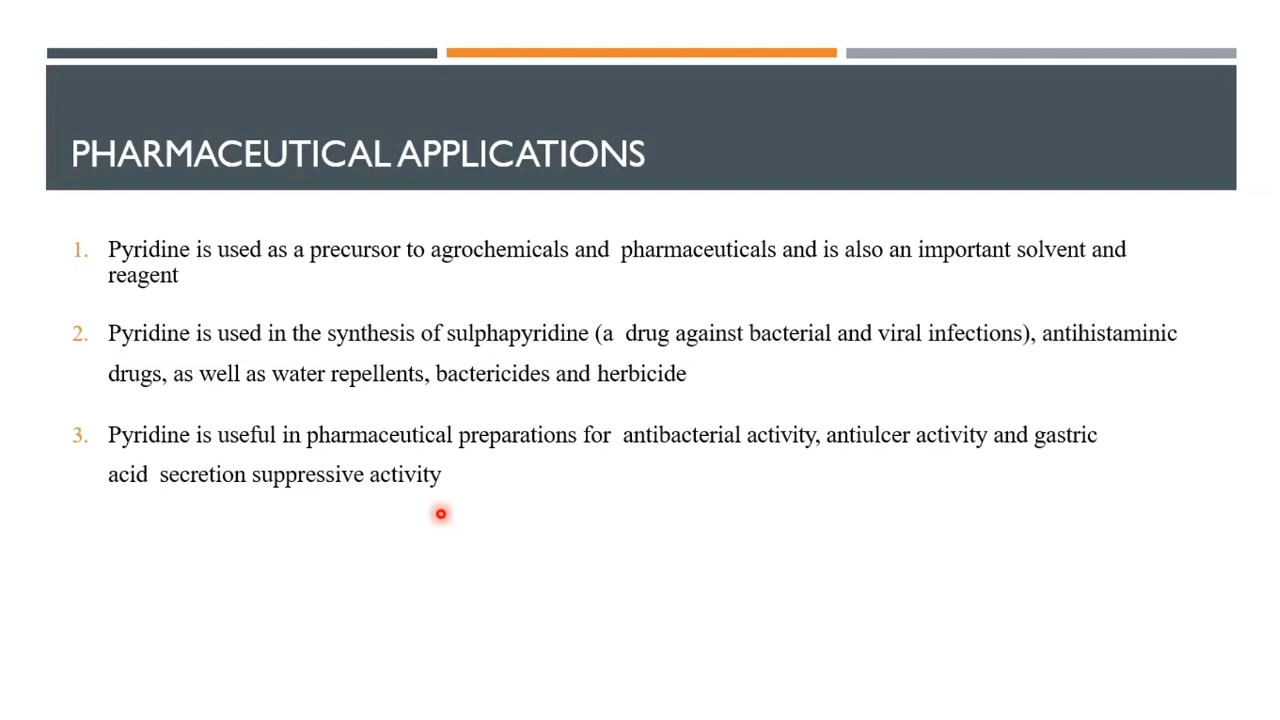 PHARMACEUTICAL APPLICATIONS
1. Pyridine is used as a precursor to agrochemicals and pharmaceuticals and is also an important solvent and
reagent
2. Pyridine is used in the synthesis of sulphapyridine (a drug against bacterial and viral infections), antihistaminic
drugs, as well as water repellents, bactericides and herbicide
3. Pyridine is useful in pharmaceutical preparations for antibacterial activity, antiulcer activity and gastric
acid secretion suppressive activity